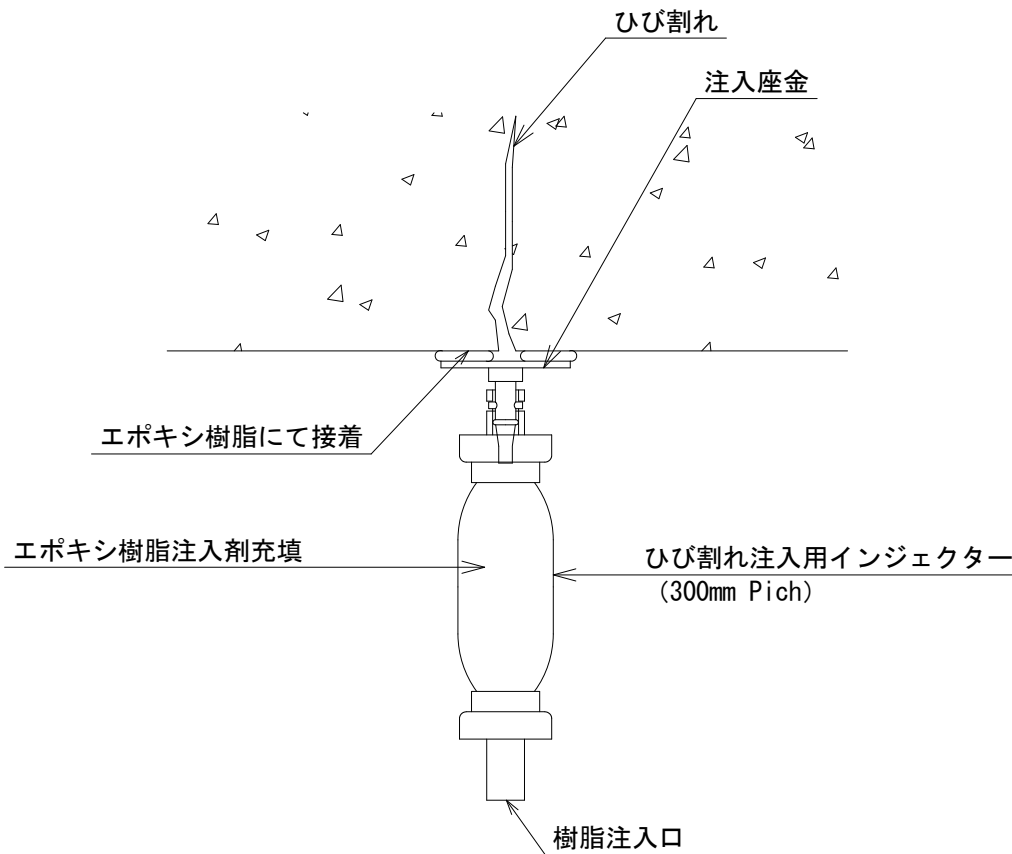 ひび割れ
注入座金
エポキシ樹脂にて接着
エポキシ樹脂注入剤充填
ひび割れ注入用インジェクター
(300mm Pich)
樹脂注入口